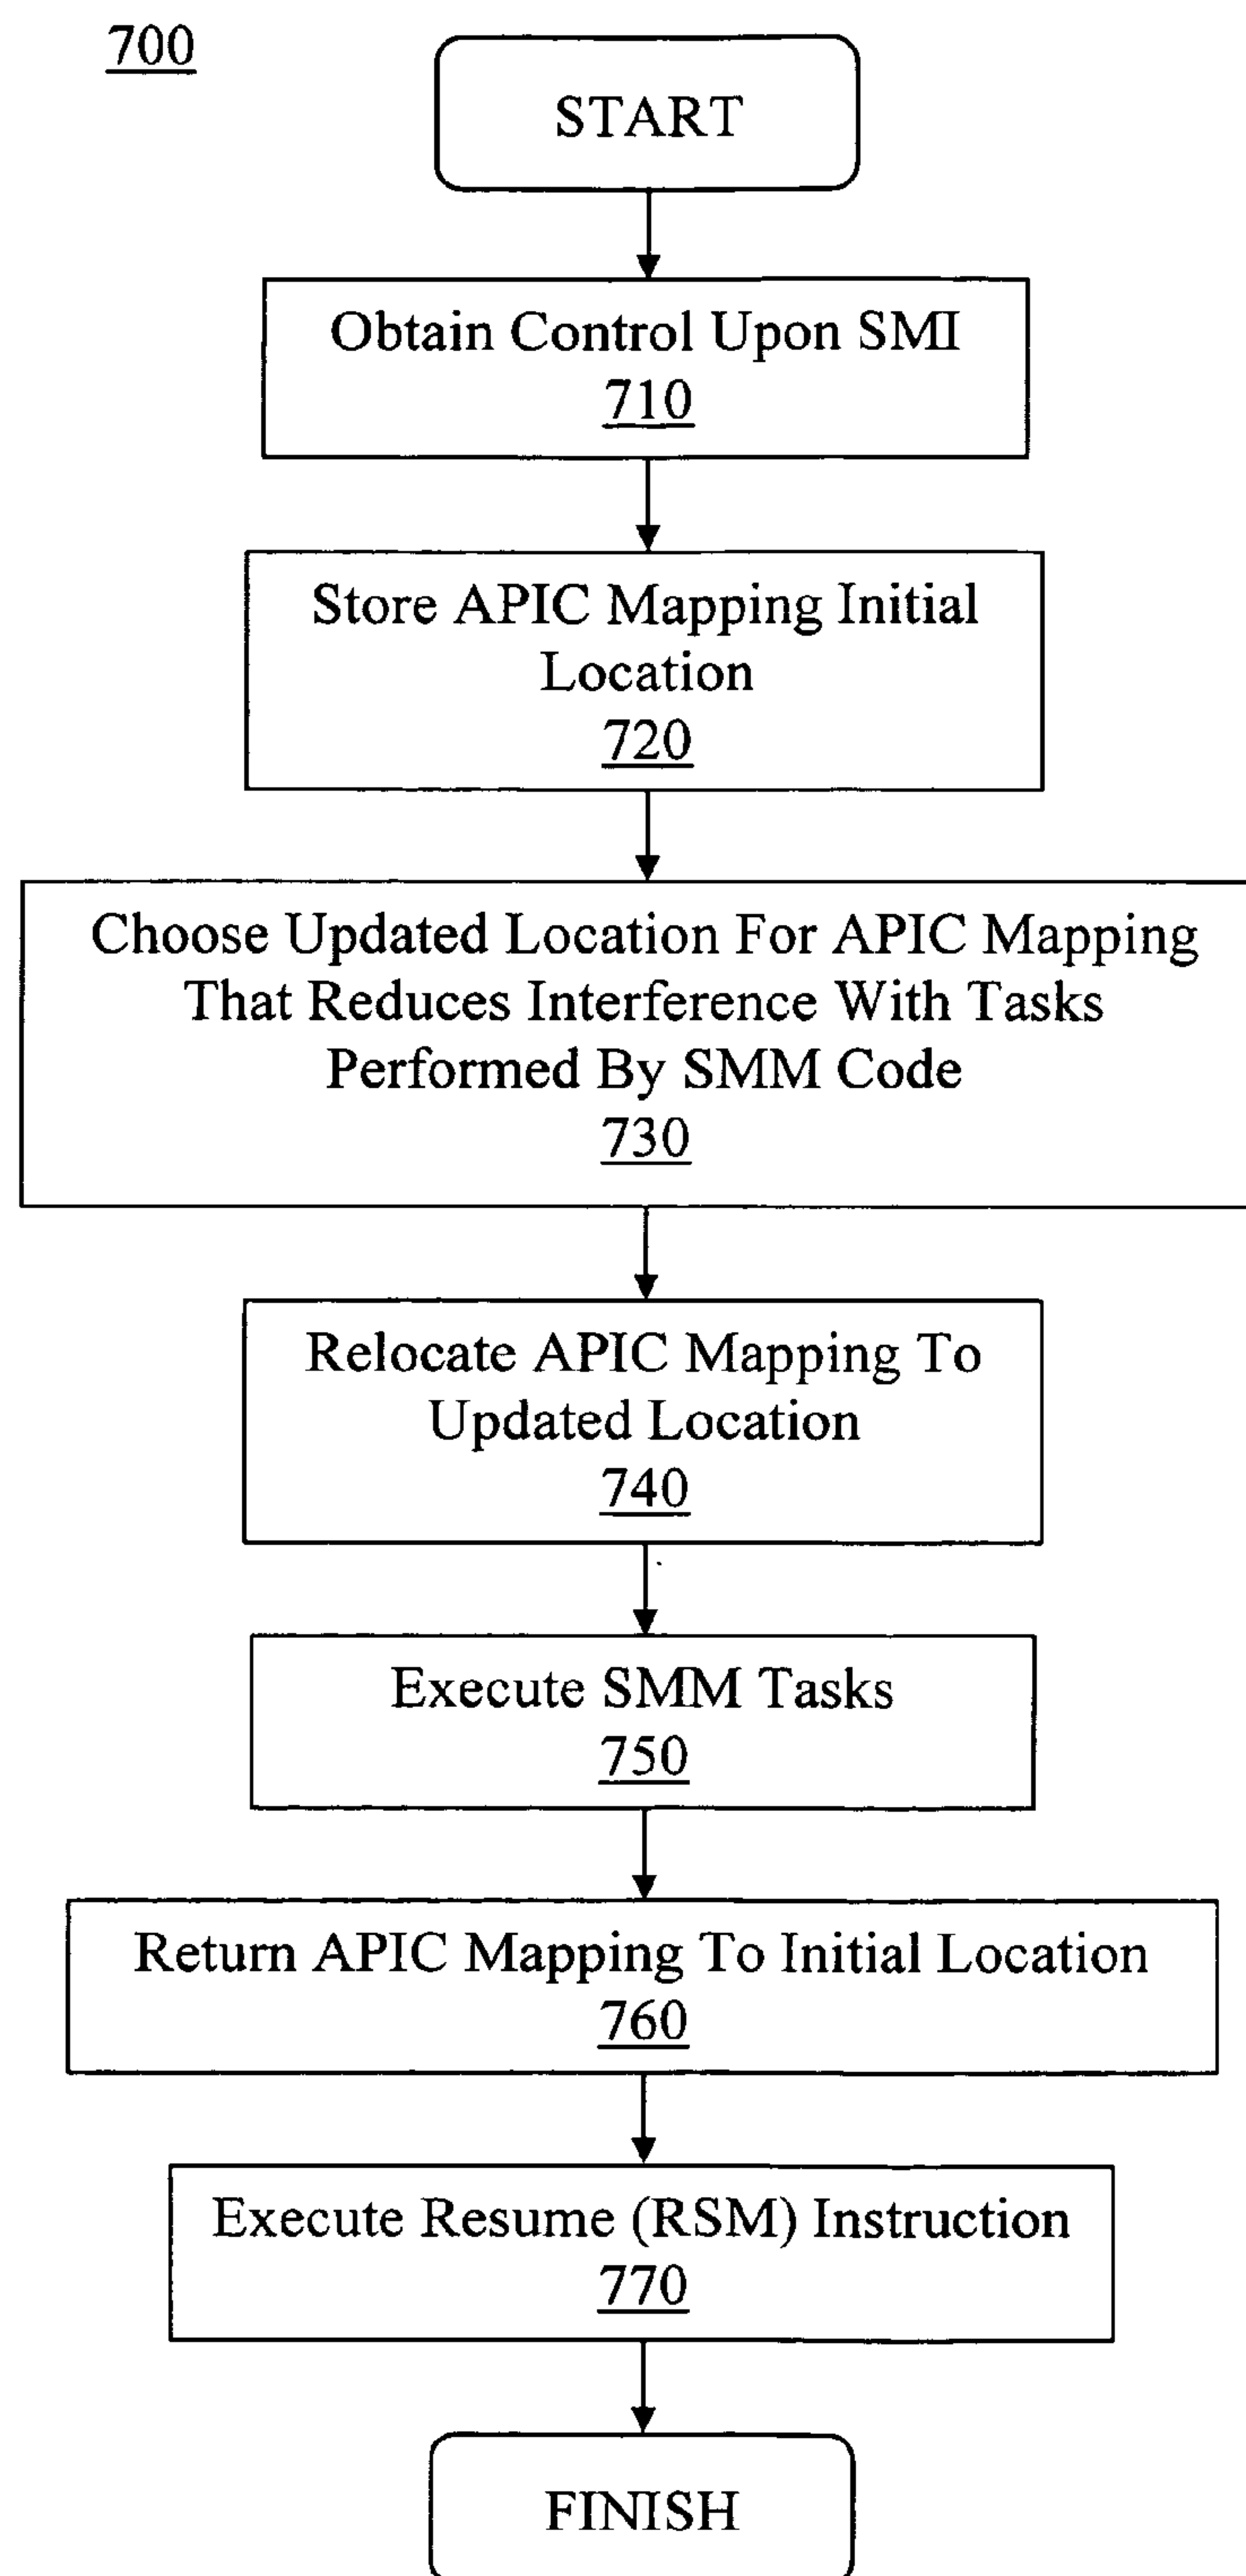 700
START
Obtain Control Upon SMI
710
Store APIC Mapping Initial
Location
720
Choose Updated Location For APIC Mapping
That Reduces Interference With Tasks
Performed By SMM Code
730
Relocate APIC Mapping To
Updated Location
740
Execute SMM Tasks
750
Return APIC Mapping To Initial Location
760
Execute Resume (RSM) Instruction
770
FINISH